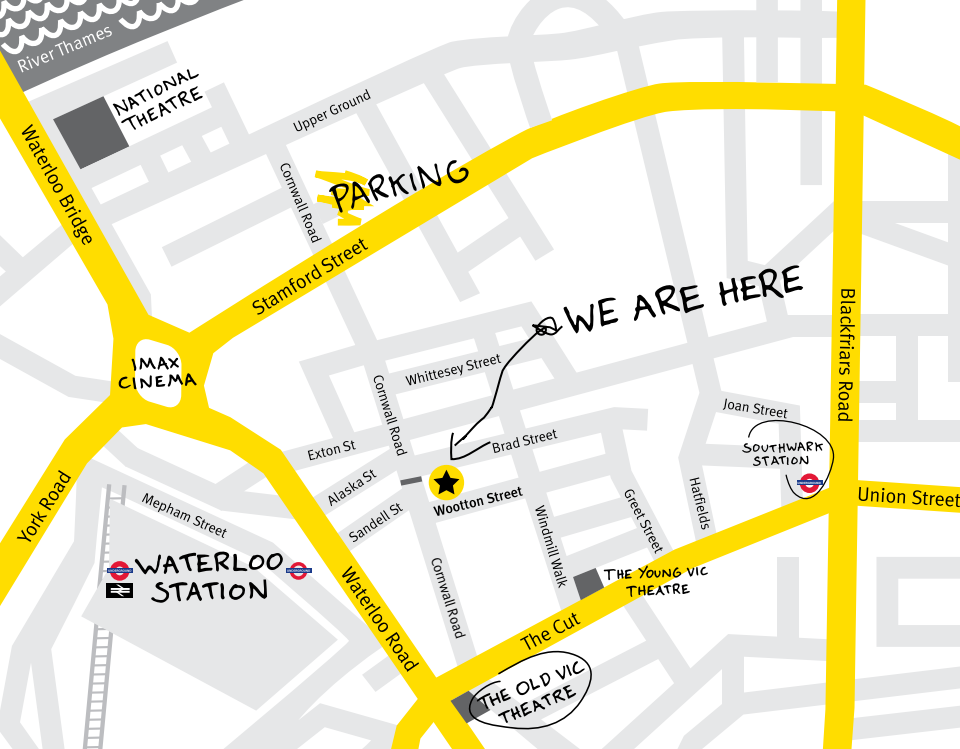 River Thames
NATIONAL
THEATRE
Waterloo Bridge
Upper Ground
Cornwall Road
PARKING
Stamford Street
WE ARE HERE
Blackfriars Road
IMAX
CINEMA
Whittesey Street
Cornwall Road
Joan Street
Exton St
Brad Street
SOUTHWARK
STATION
UNDERGROUND
Alaska St
Wootton Street
Union Street
Sandell St
York Road
Mepham Street
Windmill Walk
Greet Street
Hatfields
UNDERGROUND
WATERLOO
STATION
UNDERGROUND
Cornwall Road
Waterloo Road
THE YOUNG VIC
THEATRE
The Cut
THE OLD VIC
THEATRE